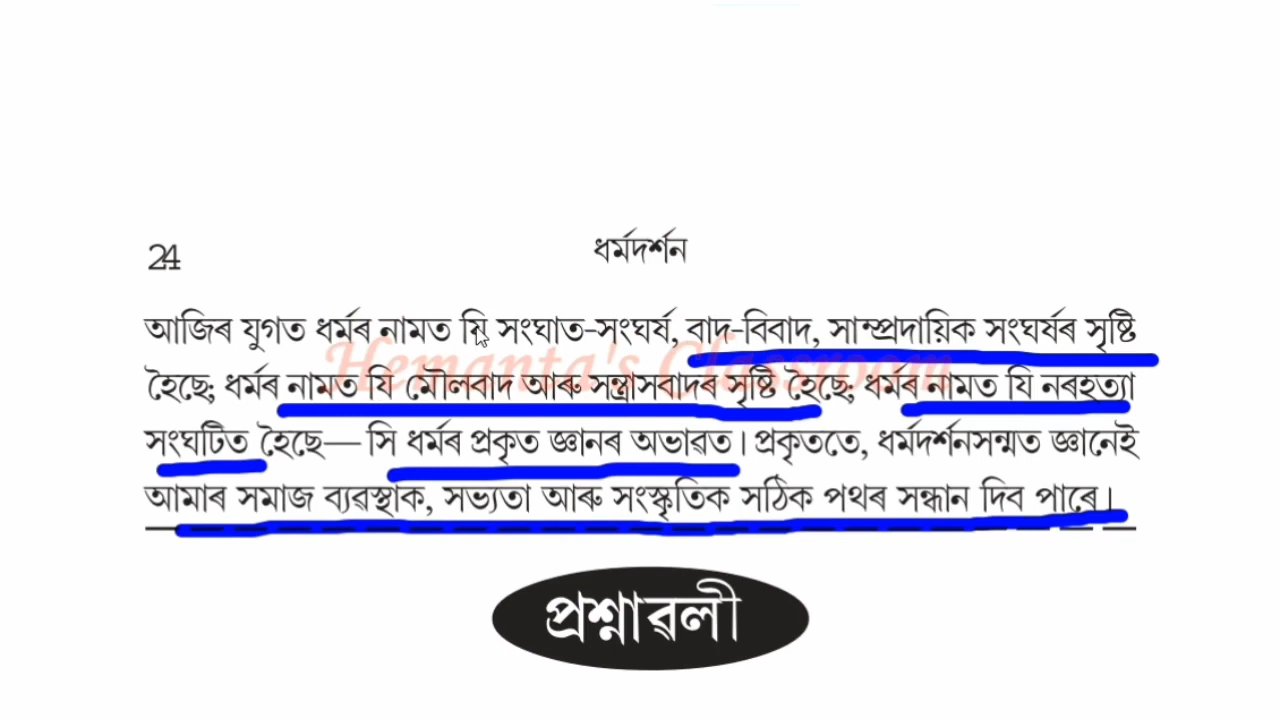 24
ধৰ্মদৰ্শন
আজিৰ যুগত ধৰ্মৰ নামত যি সংঘাত-সংঘৰ্ষ, বাদ-বিবাদ, সাম্প্ৰদায়িক সংঘৰ্ষৰ সৃষ্টি
হৈছে; ধৰ্মৰ নামত যি মৌলবাদ আৰু সন্ত্ৰাসবাদৰ সৃষ্টি হৈছে; ধৰ্মৰ নামত যি নৰহত্যা
সংঘটিত হৈছে— সি ধৰ্মৰ প্ৰকৃত জ্ঞানৰ অভাৱত। প্ৰকৃততে, ধৰ্মদৰ্শনসন্মত জ্ঞানেই
আমাৰ সমাজ ব্যৱস্থাক, সভ্যতা আৰু সংস্কৃতিক সঠিক পথৰ সন্ধান দিব পাৰে।
Hemanta's Classroom
প্ৰশ্নাৱলী